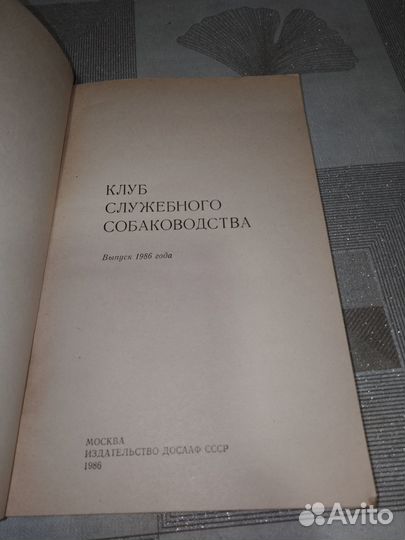 КЛУБ
СЛУЖЕБНОГО
СОБАКОВОДСТВА
Выпуск 1986 года
МОСКВА
ИЗДАТЕЛЬСТВО ДОСААФ СССР
1986
Avito